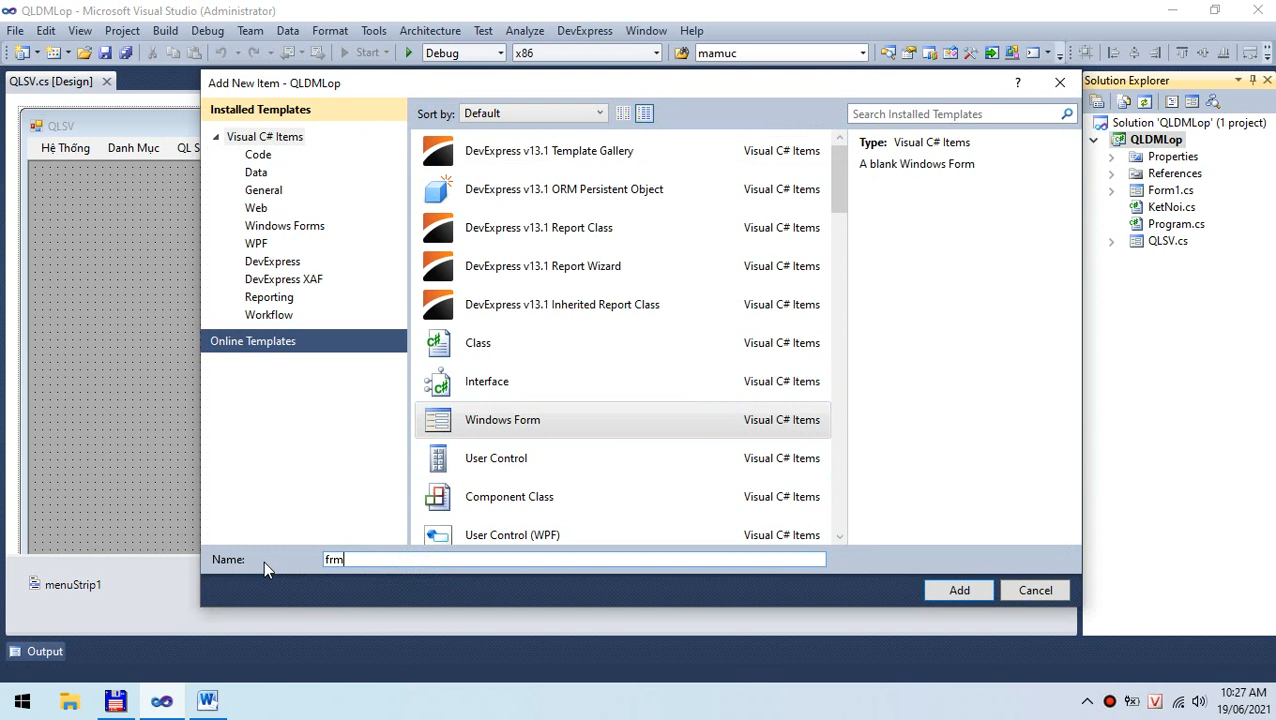 QLDMLop - Microsoft Visual Studio (Administrator)
File Edit View Project Build Debug Team Data Format Tools Architecture Test Analyze DevExpress Window Help
Start Debug x86 mamuc
QLSV.cs [Design]
QLSV
Hệ Thống Danh Mục QL S
menuStrip1
Output
Add New Item - QLDMLop
?
Installed Templates
Visual C# Items
Code
Data
General
Web
Windows Forms
WPF
DevExpress
DevExpress XAF
Reporting
Workflow
Online Templates
Sort by: Default
Search Installed Templates
DevExpress v13.1 Template Gallery Visual C# Items
DevExpress v13.1 ORM Persistent Object Visual C# Items
DevExpress v13.1 Report Class Visual C# Items
DevExpress v13.1 Report Wizard Visual C# Items
DevExpress v13.1 Inherited Report Class Visual C# Items
Class Visual C# Items
Interface Visual C# Items
Windows Form Visual C# Items
User Control Visual C# Items
Component Class Visual C# Items
User Control (WPF) Visual C# Items
Type: Visual C# Items
A blank Windows Form
Name: frm
Add Cancel
Solution Explorer
Solution 'QLDMLop' (1 project)
QLDMLop
Properties
References
Form1.cs
KetNoi.cs
Program.cs
QLSV.cs
10:27 AM
19/06/2021